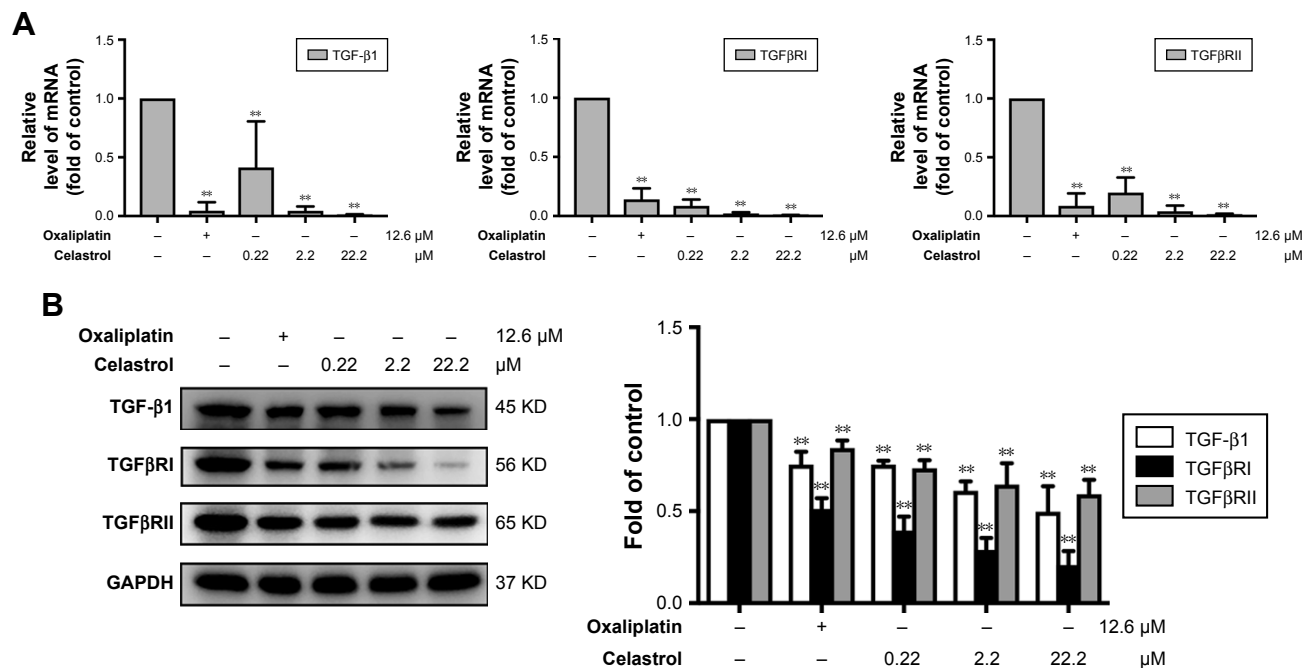 A
Relative level of mRNA (fold of control)
1.5
1.0
0.5
0.0
TGF-β1
**
**
**
**
Oxaliplatin – + – – – 12.6 µM
Celastrol – – 0.22 2.2 22.2 µM
Relative level of mRNA (fold of control)
1.5
1.0
0.5
0.0
TGFβRI
**
**
**
**
Oxaliplatin – + – – – 12.6 µM
Celastrol – – 0.22 2.2 22.2 µM
Relative level of mRNA (fold of control)
1.5
1.0
0.5
0.0
TGFβRII
**
**
**
**
Oxaliplatin – + – – – 12.6 µM
Celastrol – – 0.22 2.2 22.2 µM
B
Oxaliplatin – + – – – 12.6 µM
Celastrol – – 0.22 2.2 22.2 µM
TGF-β1 45 KD
TGFβRI 56 KD
TGFβRII 65 KD
GAPDH 37 KD
Fold of control
1.5
1.0
0.5
0.0
** ** **
** ** **
** ** **
** ** **
TGF-β1
TGFβRI
TGFβRII
Oxaliplatin – + – – – 12.6 µM
Celastrol – – 0.22 2.2 22.2 µM